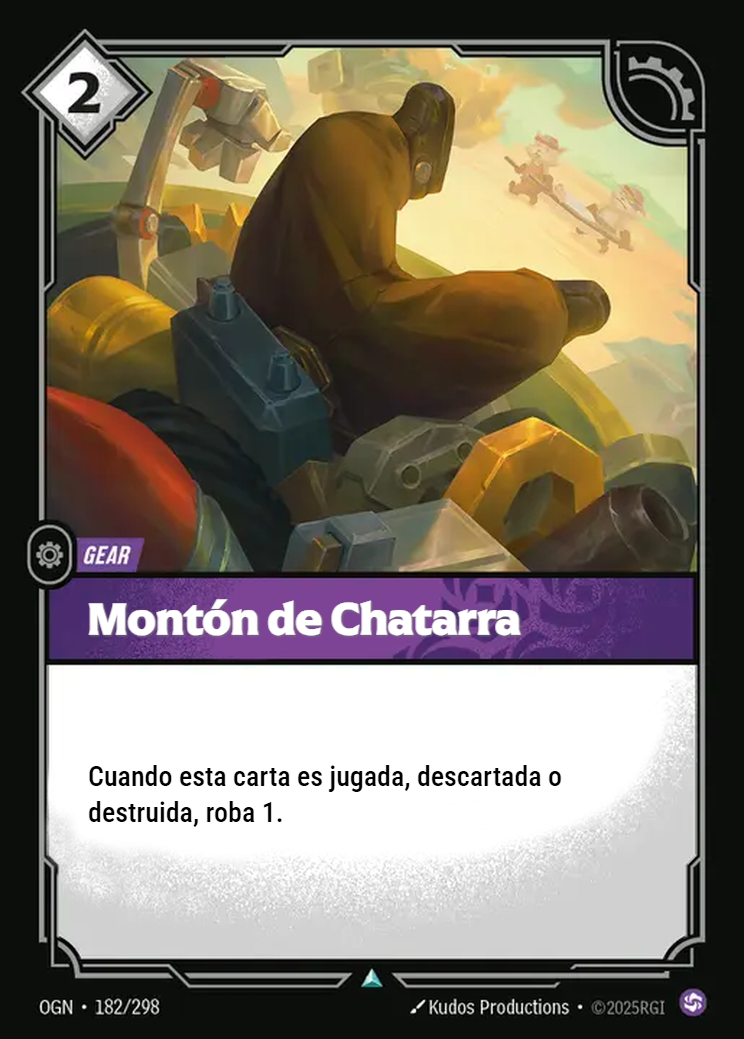 2
GEAR
Montón de Chatarra
Cuando esta carta es jugada, descartada o
destruida, roba 1.
OGN • 182/298
Kudos Productions • ©2025RGI